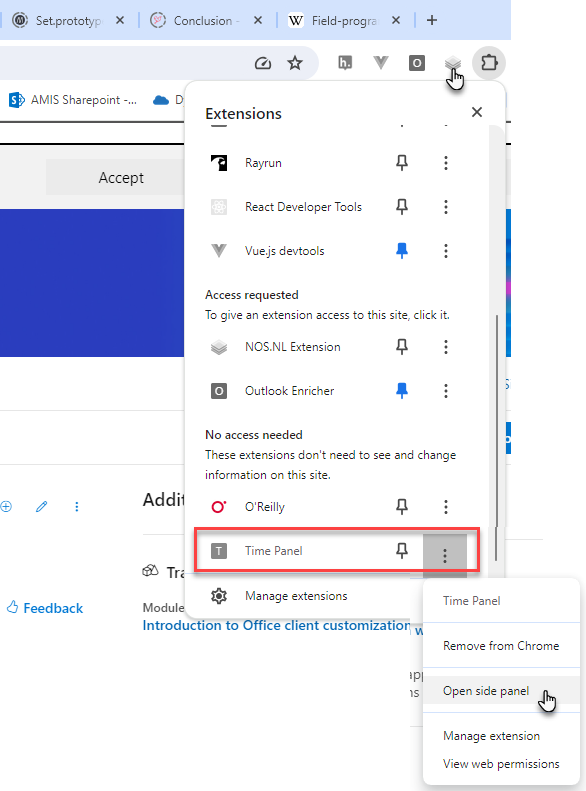 Set.prototyp
Conclusion -
W Field-progra
h.
O
AMIS Sharepoint -...
D
Extensions
Accept
Rayrun
React Developer Tools
Vue.js devtools
Access requested
To give an extension access to this site, click it.
NOS.NL Extension
O Outlook Enricher
No access needed
These extensions don't need to see and change
information on this site.
Addit
O'Reilly
T Time Panel
Tra
Manage extensions
Feedback
Module
Introduction to Office client customization
w
Time Panel
Remove from Chrome
app
Open side panel
ns
Manage extension
View web permissions